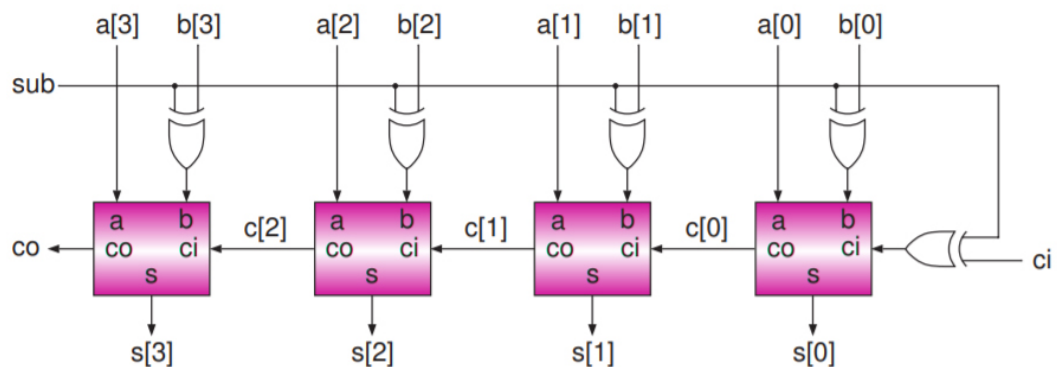 a[3] b[3] a[2] b[2] a[1] b[1] a[0] b[0]
sub
a b a b a b a b
co co ci c[2] co ci c[1] co ci c[0] co ci ci
s s s s
s[3] s[2] s[1] s[0]